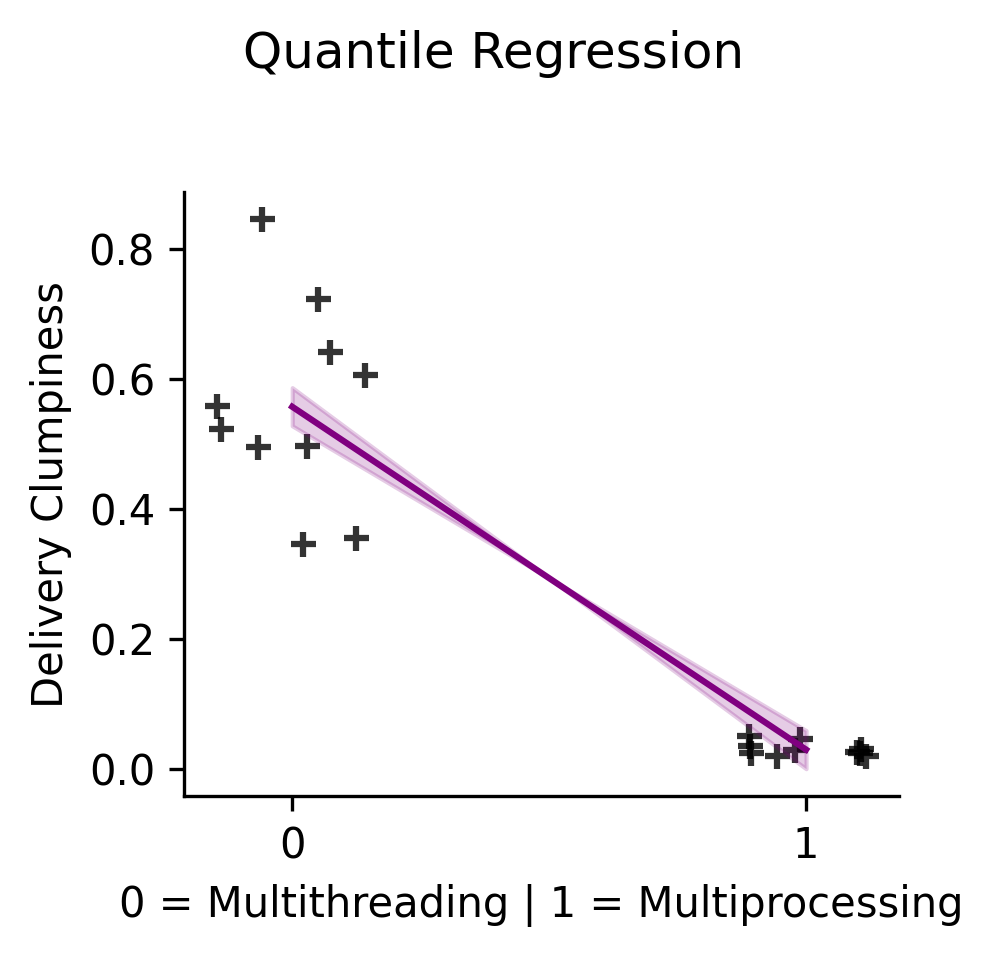 Quantile Regression
Delivery Clumpiness
0.8
0.6
0.4
0.2
0.0
0 1
0 = Multithreading | 1 = Multiprocessing